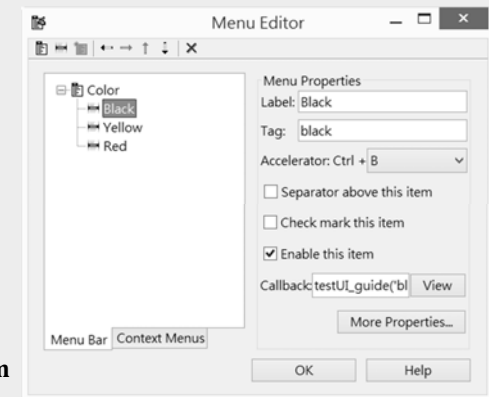 Menu Editor
Color
Black
Yellow
Red
Menu Bar
Context Menus
Menu Properties
Label: Black
Tag: black
Accelerator: Ctrl + B
Separator above this item
Check mark this item
Enable this item
Callback: testUI_guide('bl
View
More Properties...
OK
Help